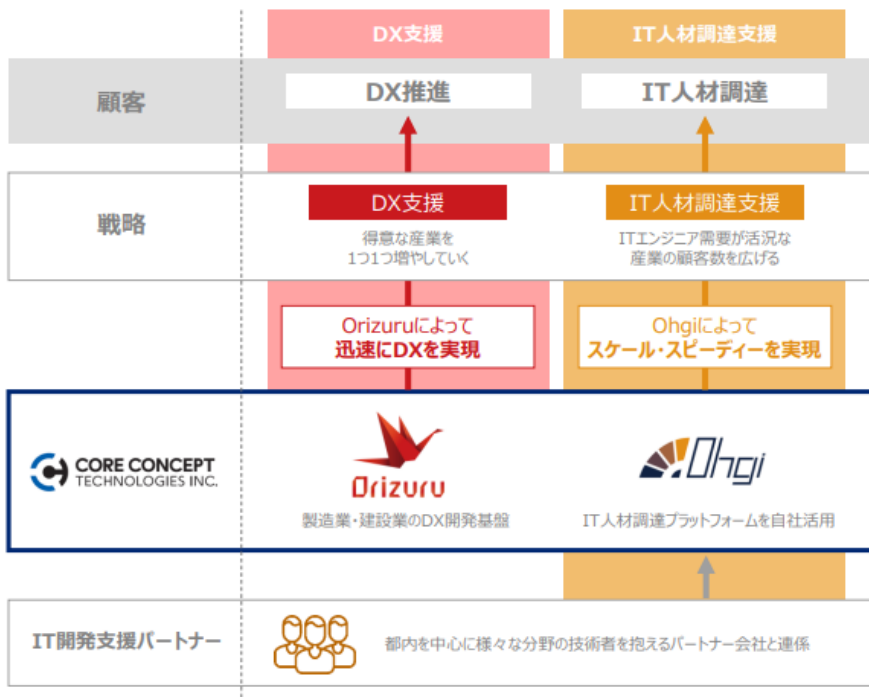 DX支援
IT人材調達支援
顧客
DX推進
IT人材調達
戦略
DX支援
得意な産業を
1つ1つ増やしていく
IT人材調達支援
ITエンジニア需要が活況な
産業の顧客数を広げる
Orizuruによって
迅速にDXを実現
Ohgiによって
スケール・スピーディーを実現
CORE CONCEPT
TECHNOLOGIES INC.
Orizuru
製造業・建設業のDX開発基盤
Ohgi
IT人材調達プラットフォームを自社活用
IT開発支援パートナー
都内を中心に様々な分野の技術者を抱えるパートナー会社と連係